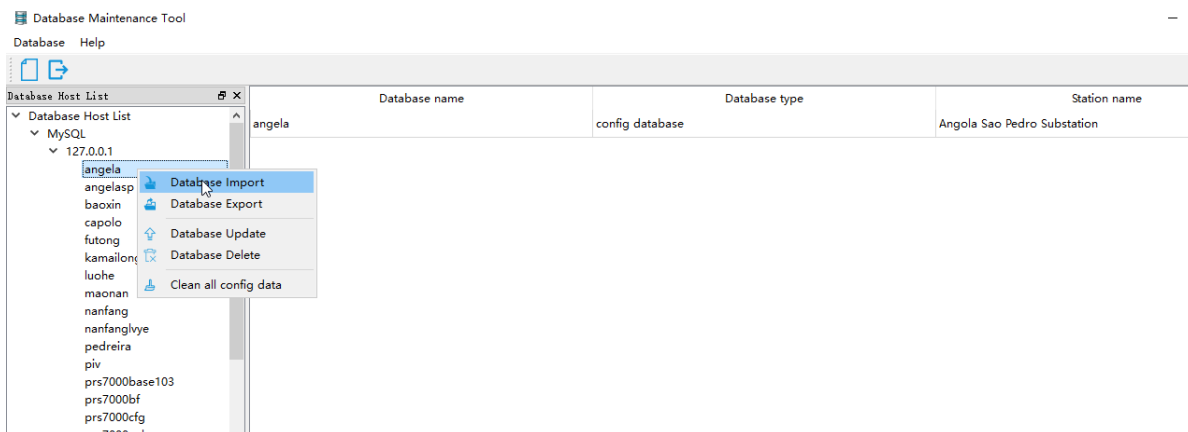 Database Maintenance Tool
Database Help
Database Host List
Database name Database type Station name
angela config database Angola Sao Pedro Substation
Database Host List
MySQL
127.0.0.1
angela
angelasp
baoxin
capolo
futong
kamailong
luohe
maonan
nanfang
nanfanglvye
pedreira
piv
prs7000base103
prs7000bf
prs7000cfg
Database Import
Database Export
Database Update
Database Delete
Clean all config data